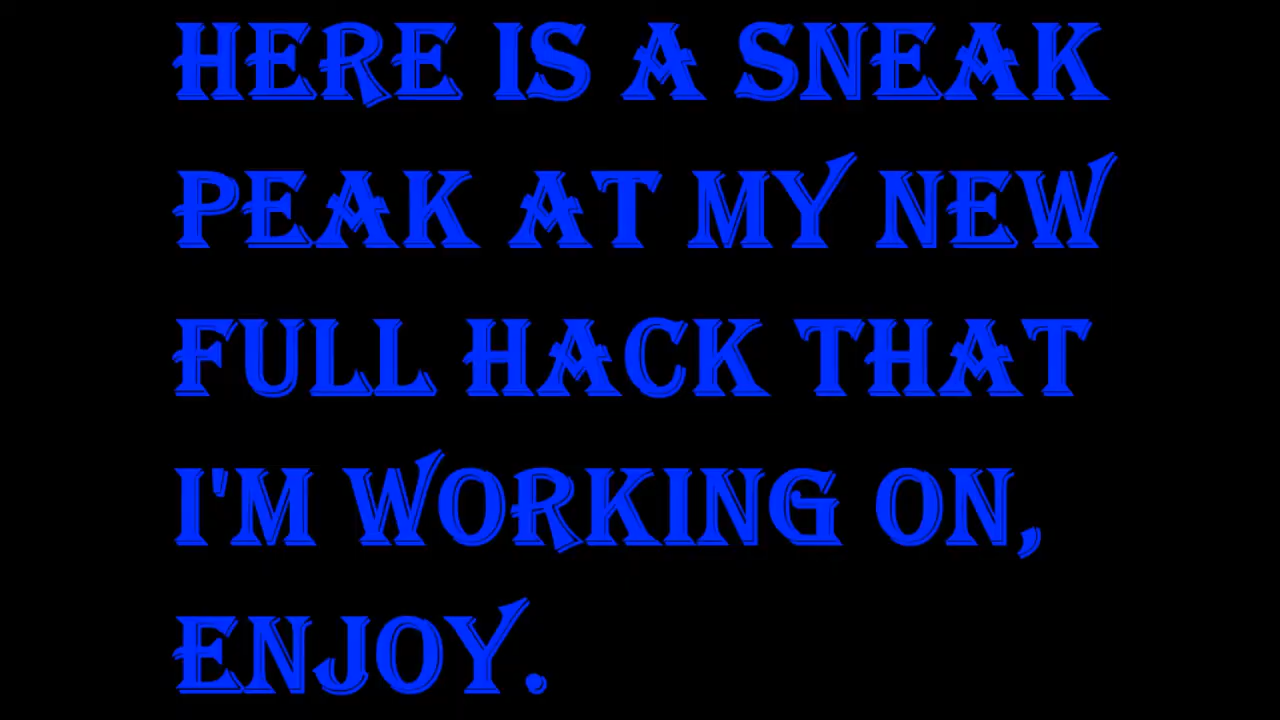 HERE IS A SNEAK
PEAK AT MY NEW
FULL HACK THAT
I'M WORKING ON,
ENJOY.